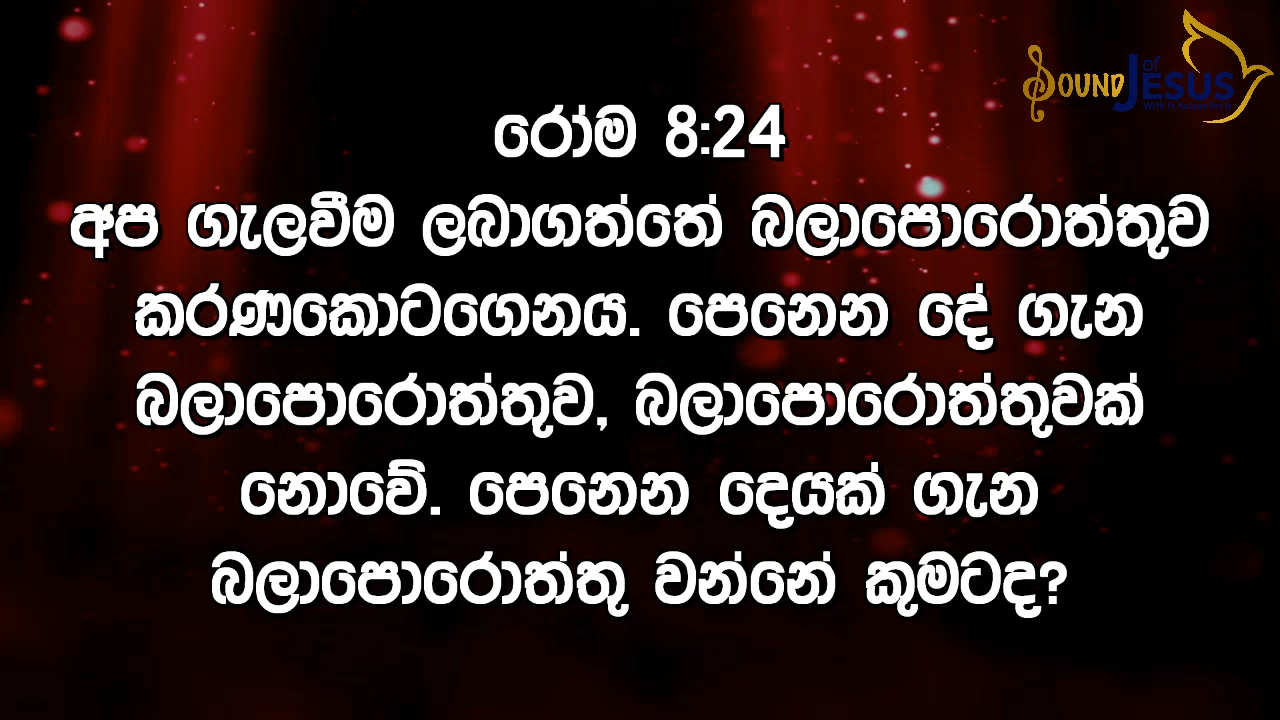 SOUND of JESUS
රෝම 8:24
අප ගැලවීම ලබාගත්තේ බලාපොරොත්තුව
කරණකොටගෙනය. පෙනෙන දේ ගැන
බලාපොරොත්තුව, බලාපොරොත්තුවක්
නොවේ. පෙනෙන දෙයක් ගැන
බලාපොරොත්තු වන්නේ කුමටද?